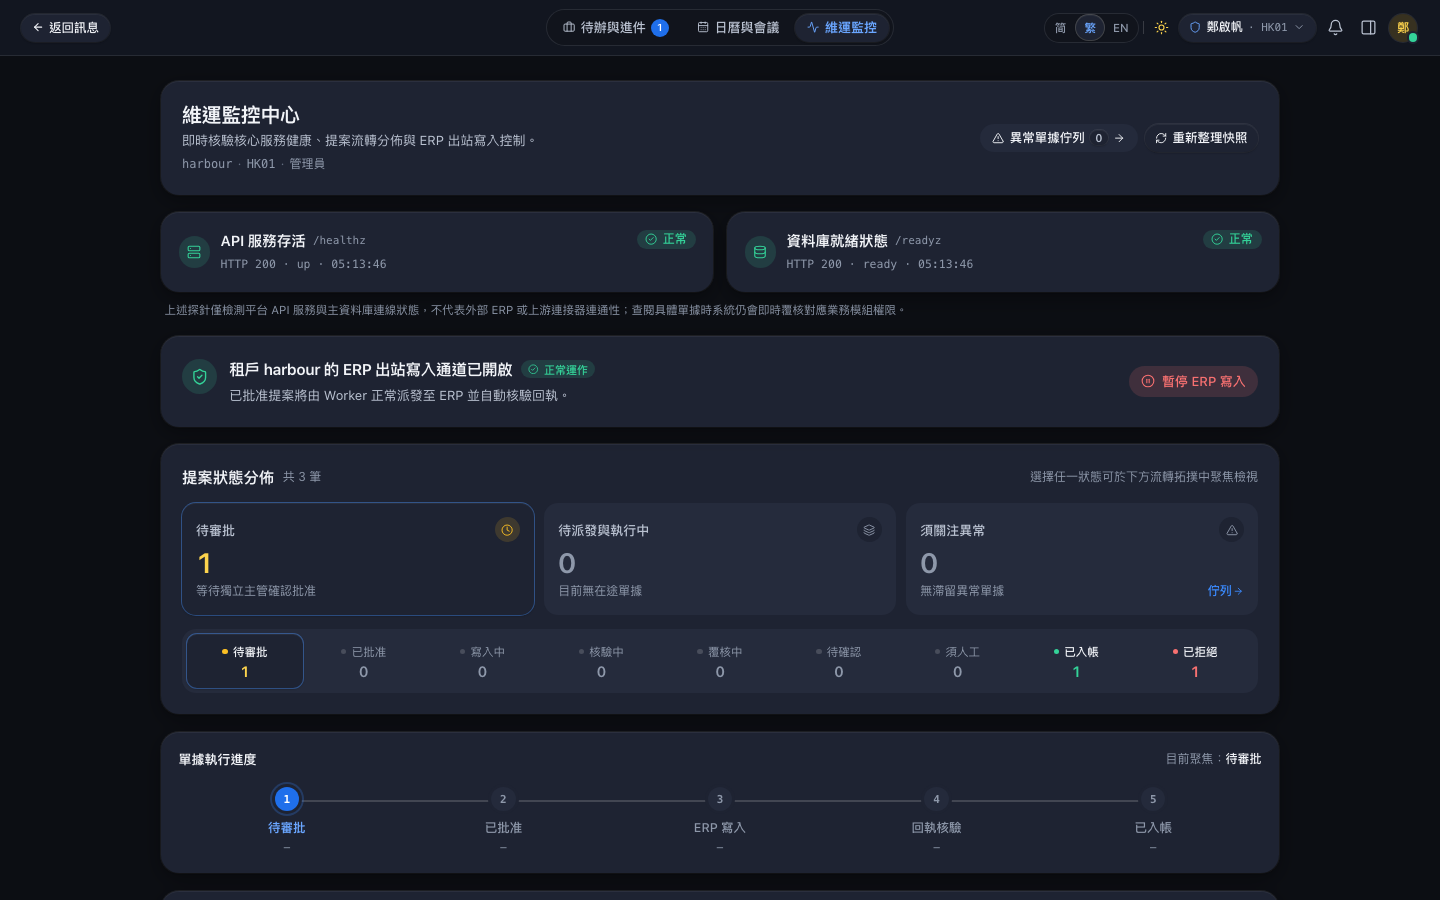 返回訊息
待辦與進件 1
日曆與會議
維運監控
简 繁 EN
鄭啟帆 · HK01
鄭
維運監控中心
即時核驗核心服務健康、提案流轉分佈與 ERP 出站寫入控制。
harbour · HK01 · 管理員
異常單據佇列 0
重新整理快照
API 服務存活 /healthz
正常
HTTP 200 · up · 05:13:46
資料庫就緒狀態 /readyz
正常
HTTP 200 · ready · 05:13:46
上述探針僅檢測平台 API 服務與主資料庫連線狀態，不代表外部 ERP 或上游連接器連通性；查閱具體單據時系統仍會即時覆核對應業務模組權限。
租戶 harbour 的 ERP 出站寫入通道已開啟 正常運作
已批准提案將由 Worker 正常派發至 ERP 並自動核驗回執。
暫停 ERP 寫入
提案狀態分佈 共 3 筆
選擇任一狀態可於下方流轉拓撲中聚焦檢視
待審批
1
等待獨立主管確認批准
待派發與執行中
0
目前無在途單據
須關注異常
0
無滯留異常單據
佇列→
待審批
1
已批准
0
寫入中
0
核驗中
0
覆核中
0
待確認
0
須人工
0
已入帳
1
已拒絕
1
單據執行進度
目前聚焦：待審批
1
待審批
–
2
已批准
–
3
ERP 寫入
–
4
回執核驗
–
5
已入帳
–